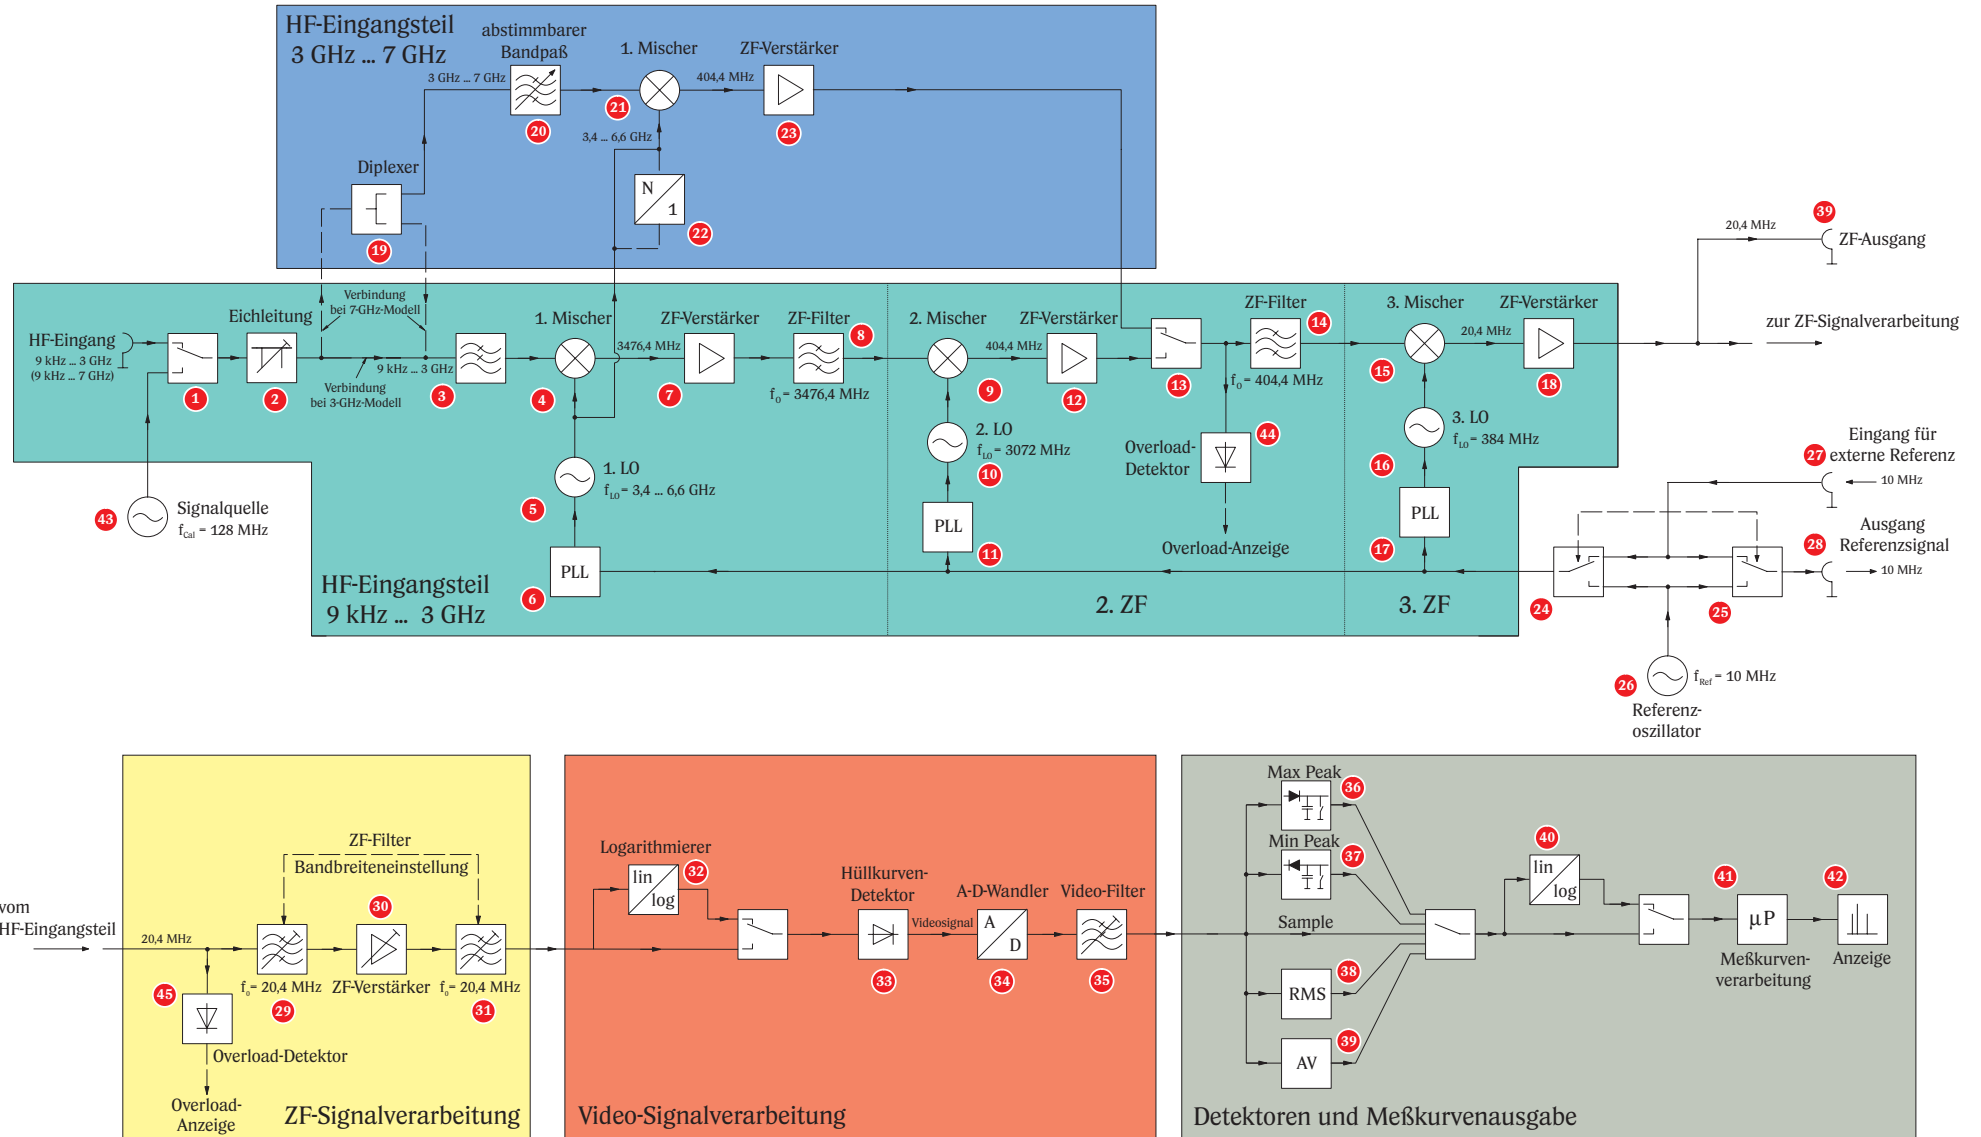 HF-Eingangsteil
3 GHz ... 7 GHz
abstimmbarer
Bandpaß
1. Mischer
ZF-Verstärker
3 GHz ... 7 GHz
404,4 MHz
21
20
23
3,4 ... 6,6 GHz
Diplexer
N
1
22
19
39
20,4 MHz
ZF-Ausgang
zur ZF-Signalverarbeitung
HF-Eingang
9 kHz ... 3 GHz
(9 kHz ... 7 GHz)
Eichleitung
Verbindung
bei 7-GHz-Modell
9 kHz ... 3 GHz
Verbindung
bei 3-GHz-Modell
1
2
3
1. Mischer
4
3476,4 MHz
ZF-Verstärker
7
ZF-Filter
8
f0 = 3476,4 MHz
2. Mischer
9
404,4 MHz
ZF-Verstärker
12
13
ZF-Filter
14
f0 = 404,4 MHz
3. Mischer
15
20,4 MHz
ZF-Verstärker
18
43
Signalquelle
fCal = 128 MHz
1. LO
fLO = 3,4 ... 6,6 GHz
5
PLL
6
2. LO
fLO = 3072 MHz
10
PLL
11
Overload-
Detektor
44
Overload-Anzeige
3. LO
fLO = 384 MHz
16
PLL
17
HF-Eingangsteil
9 kHz ... 3 GHz
2. ZF
3. ZF
Eingang für
externe Referenz
27
10 MHz
Ausgang
Referenzsignal
28
10 MHz
24
25
26
fRef = 10 MHz
Referenz-
oszillator
vom
HF-Eingangsteil
20,4 MHz
ZF-Filter
Bandbreiteneinstellung
30
45
f0 = 20,4 MHz
29
ZF-Verstärker
f0 = 20,4 MHz
31
Overload-Detektor
Overload-
Anzeige
ZF-Signalverarbeitung
Logarithmierer
lin
log
32
Hüllkurven-
Detektor
33
Videosignal
A-D-Wandler
A
D
34
Video-Filter
35
Video-Signalverarbeitung
Max Peak
36
Min Peak
37
Sample
RMS
38
AV
39
40
lin
log
41
µP
Meßkurven-
verarbeitung
42
Anzeige
Detektoren und Meßkurvenausgabe